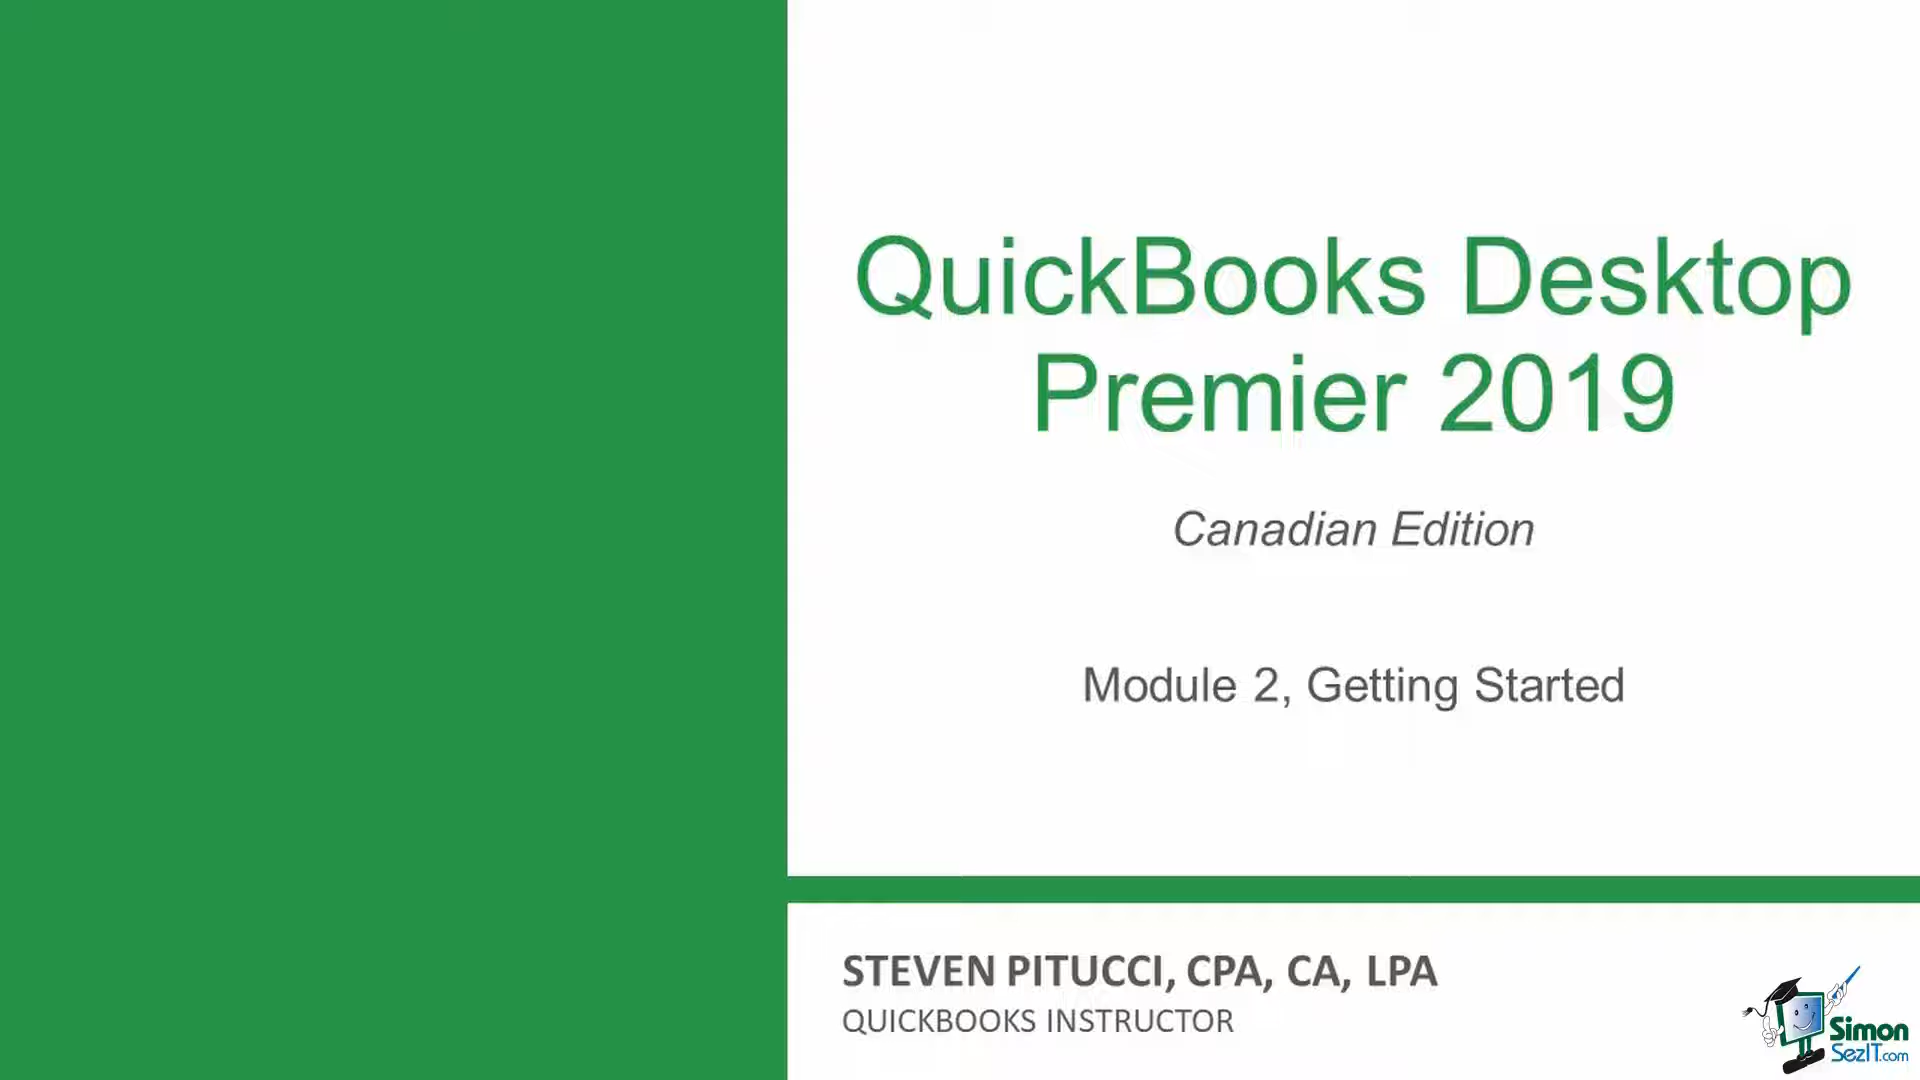 QuickBooks Desktop
Premier 2019
Canadian Edition
Module 2, Getting Started
STEVEN PITUCCI, CPA, CA, LPA
QUICKBOOKS INSTRUCTOR
Simon
SezIT.com